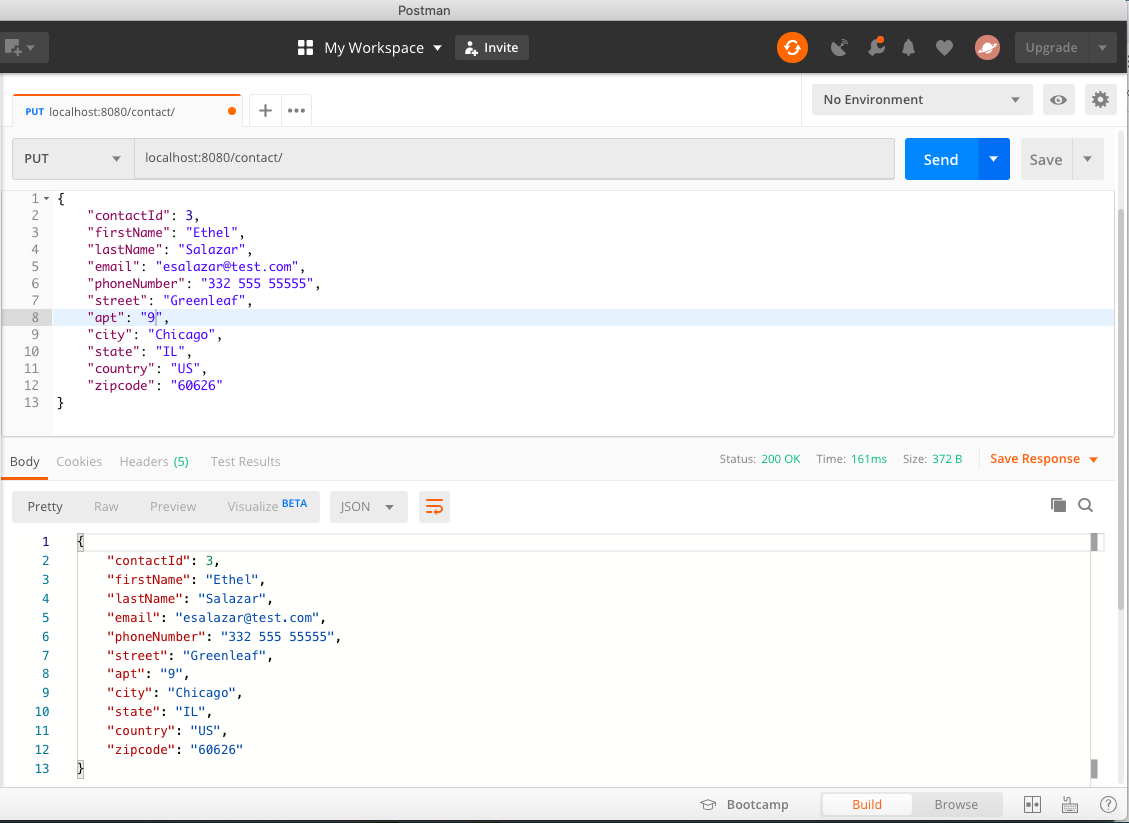 Postman
My Workspace
Invite
Upgrade
PUT localhost:8080/contact/
No Environment
PUT
localhost:8080/contact/
Send
Save
1 {
2 "contactId": 3,
3 "firstName": "Ethel",
4 "lastName": "Salazar",
5 "email": "esalazar@test.com",
6 "phoneNumber": "332 555 55555",
7 "street": "Greenleaf",
8 "apt": "9",
9 "city": "Chicago",
10 "state": "IL",
11 "country": "US",
12 "zipcode": "60626"
13 }
Body Cookies Headers (5) Test Results Status: 200 OK Time: 161ms Size: 372 B Save Response
Pretty Raw Preview Visualize BETA JSON
1 {
2 "contactId": 3,
3 "firstName": "Ethel",
4 "lastName": "Salazar",
5 "email": "esalazar@test.com",
6 "phoneNumber": "332 555 55555",
7 "street": "Greenleaf",
8 "apt": "9",
9 "city": "Chicago",
10 "state": "IL",
11 "country": "US",
12 "zipcode": "60626"
13 }
Bootcamp Build Browse